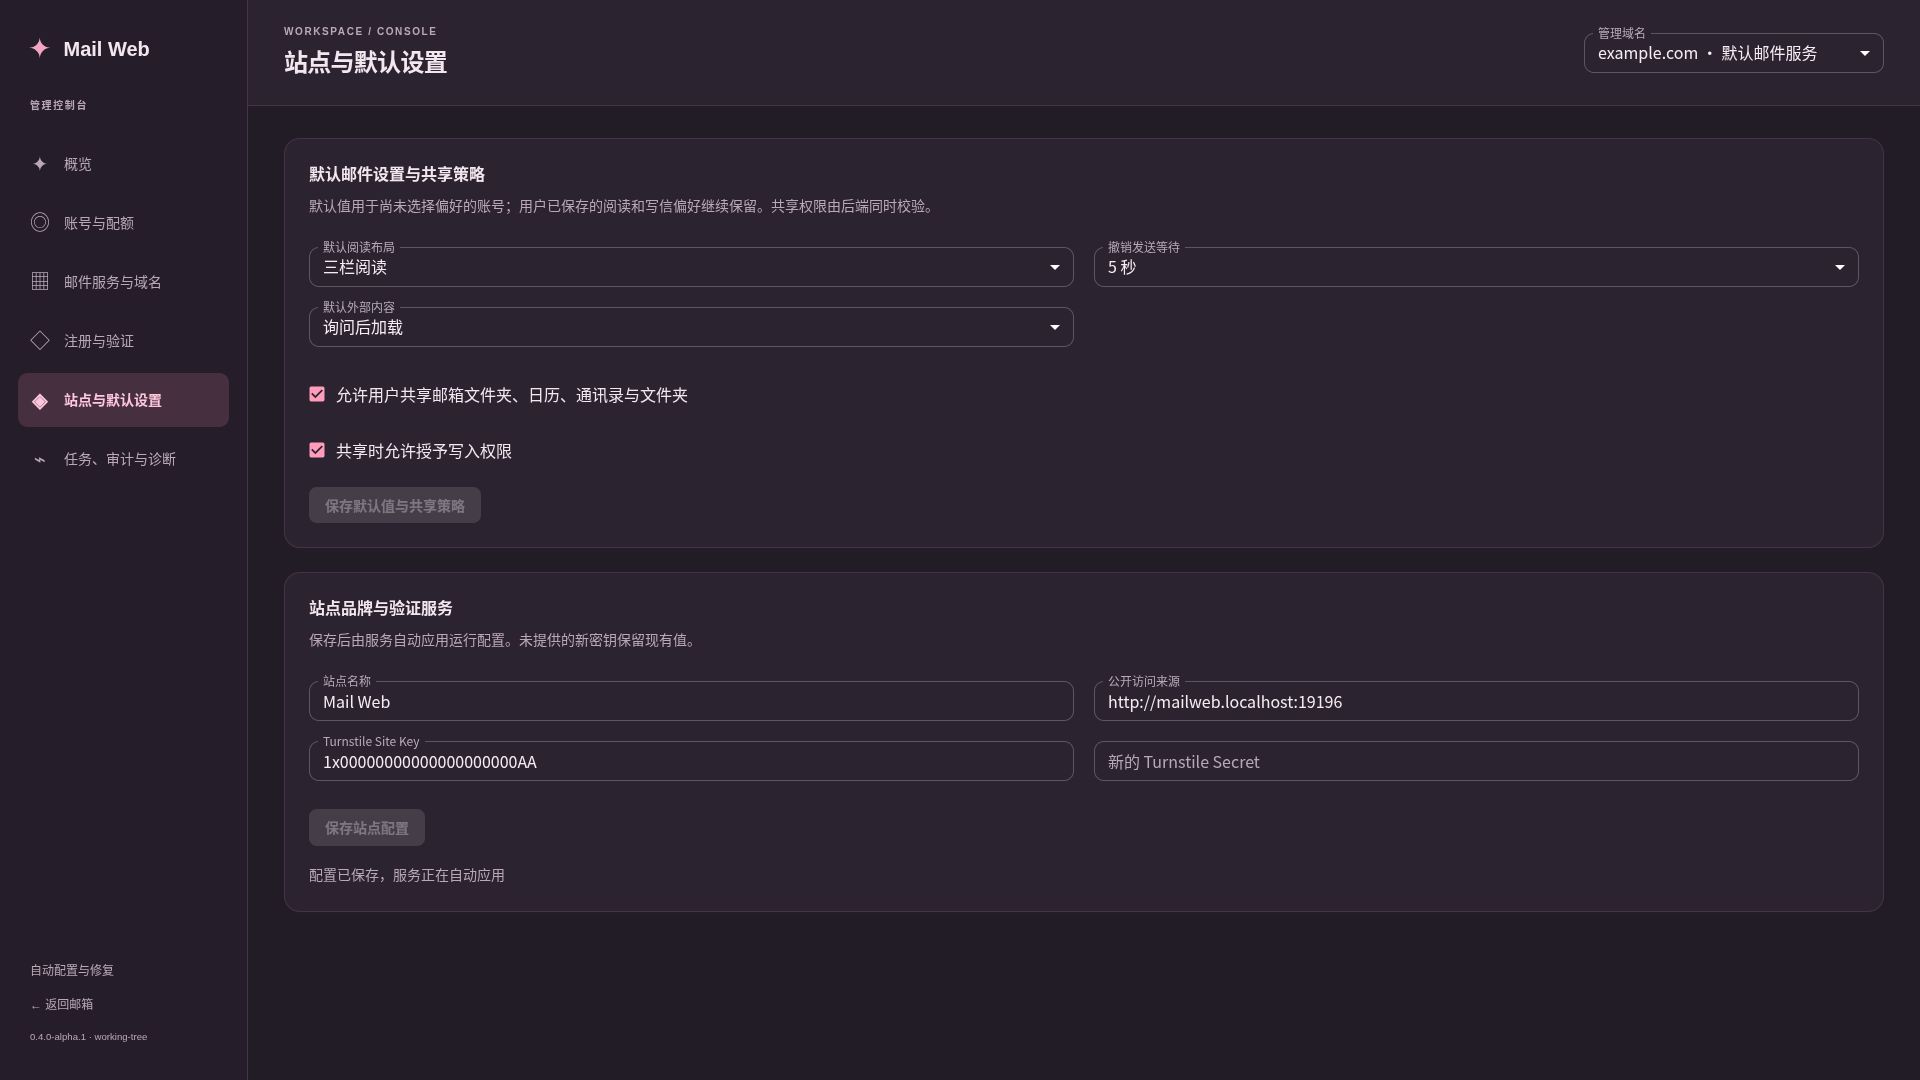 Mail Web
管理控制台
概览
账号与配额
邮件服务与域名
注册与验证
站点与默认设置
任务、审计与诊断
自动配置与修复
← 返回邮箱
0.4.0-alpha.1 · working-tree
WORKSPACE / CONSOLE
站点与默认设置
管理域名
example.com · 默认邮件服务
默认邮件设置与共享策略
默认值用于尚未选择偏好的账号；用户已保存的阅读和写信偏好继续保留。共享权限由后端同时校验。
默认阅读布局
三栏阅读
撤销发送等待
5 秒
默认外部内容
询问后加载
允许用户共享邮箱文件夹、日历、通讯录与文件夹
共享时允许授予写入权限
保存默认值与共享策略
站点品牌与验证服务
保存后由服务自动应用运行配置。未提供的新密钥保留现有值。
站点名称
Mail Web
公开访问来源
http://mailweb.localhost:19196
Turnstile Site Key
1x00000000000000000000AA
新的 Turnstile Secret
保存站点配置
配置已保存，服务正在自动应用